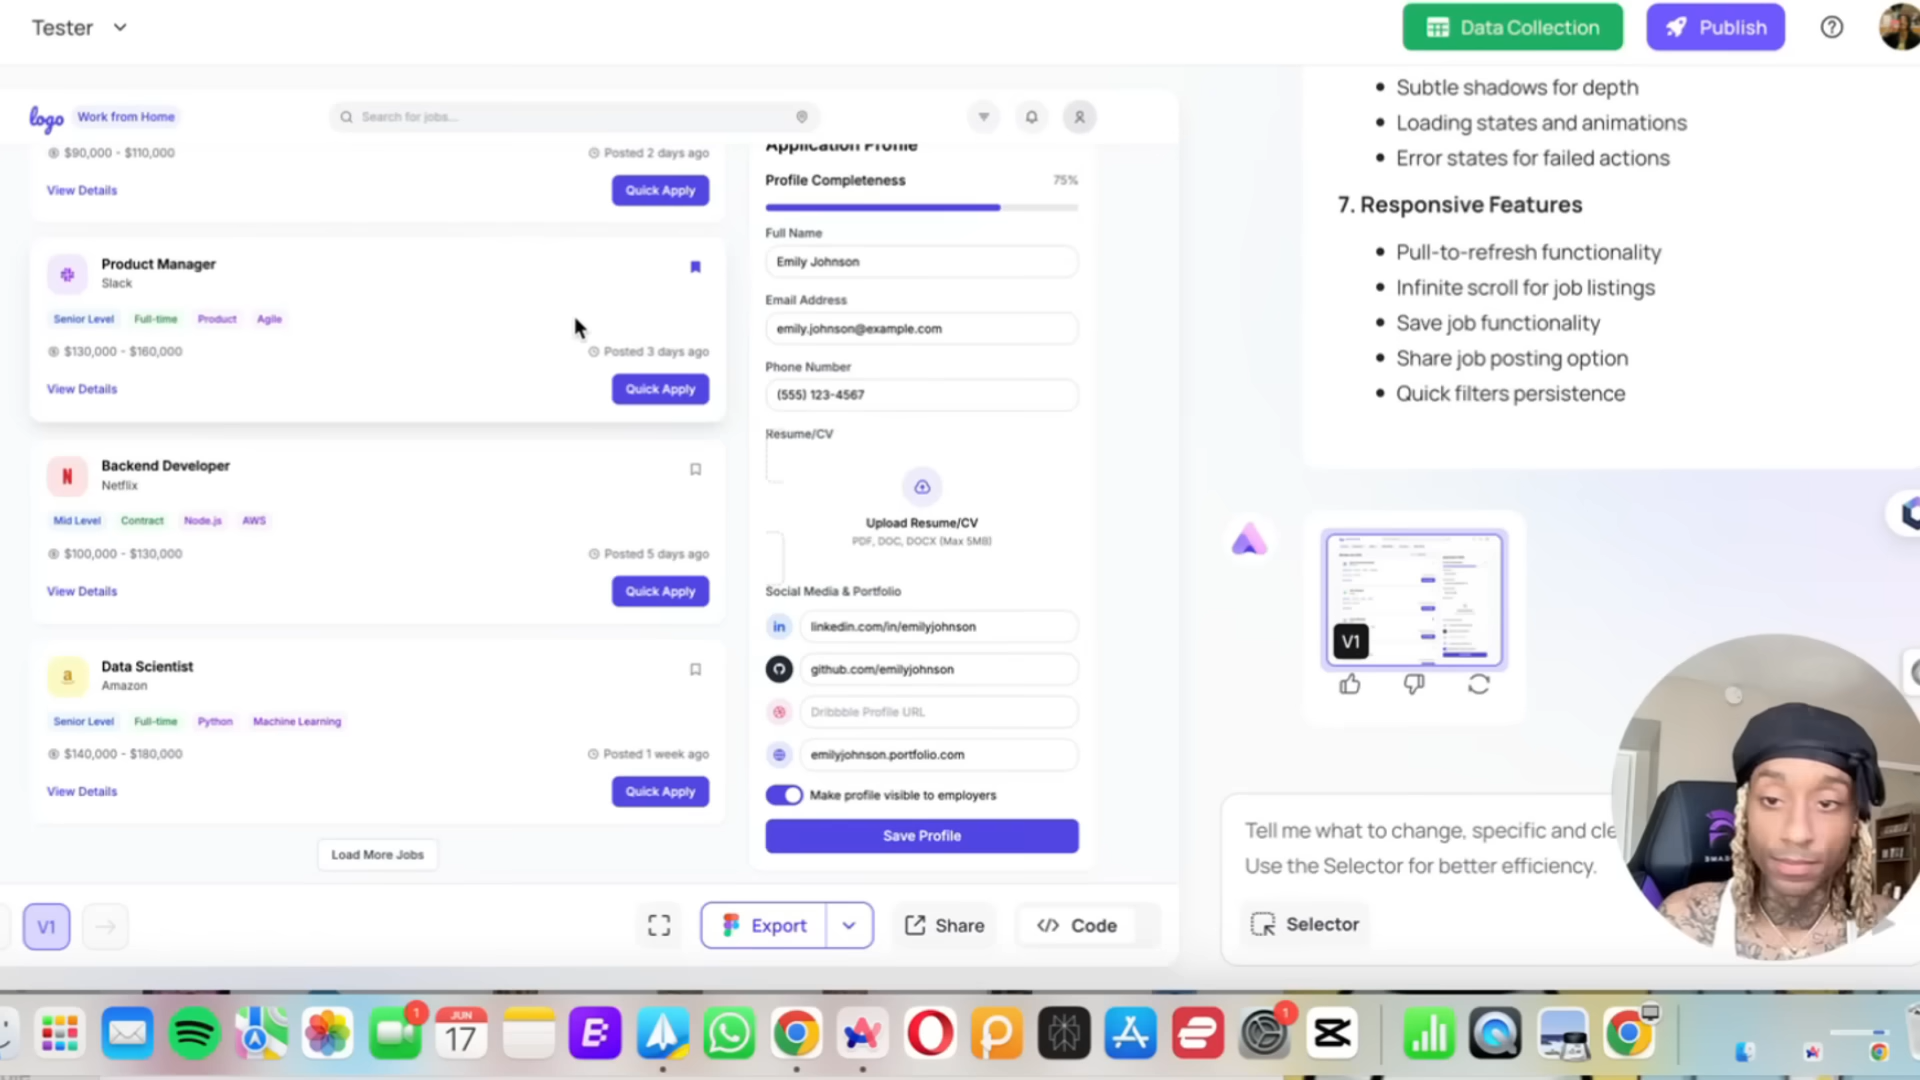 Tester
Data Collection
Publish
logo
Work from Home
Search for jobs...
$90,000 - $110,000
Posted 2 days ago
View Details
Quick Apply
Product Manager
Slack
Senior Level
Full-time
Product
Agile
$130,000 - $160,000
Posted 3 days ago
View Details
Quick Apply
Backend Developer
Netflix
Mid Level
Contract
Node.js
AWS
$100,000 - $130,000
Posted 5 days ago
View Details
Quick Apply
Data Scientist
Amazon
Senior Level
Full-time
Python
Machine Learning
$140,000 - $180,000
Posted 1 week ago
View Details
Quick Apply
Load More Jobs
Application Profile
Profile Completeness
75%
Full Name
Emily Johnson
Email Address
emily.johnson@example.com
Phone Number
(555) 123-4567
Resume/CV
Upload Resume/CV
PDF, DOC, DOCX (Max 5MB)
Social Media & Portfolio
in
linkedin.com/in/emilyjohnson
github.com/emilyjohnson
Dribbble Profile URL
emilyjohnson.portfolio.com
Make profile visible to employers
Save Profile
V1
Export
Share
Code
Subtle shadows for depth
Loading states and animations
Error states for failed actions
7. Responsive Features
Pull-to-refresh functionality
Infinite scroll for job listings
Save job functionality
Share job posting option
Quick filters persistence
V1
Tell me what to change, specific and cle
Use the Selector for better efficiency.
Selector
1
JUN
17
1